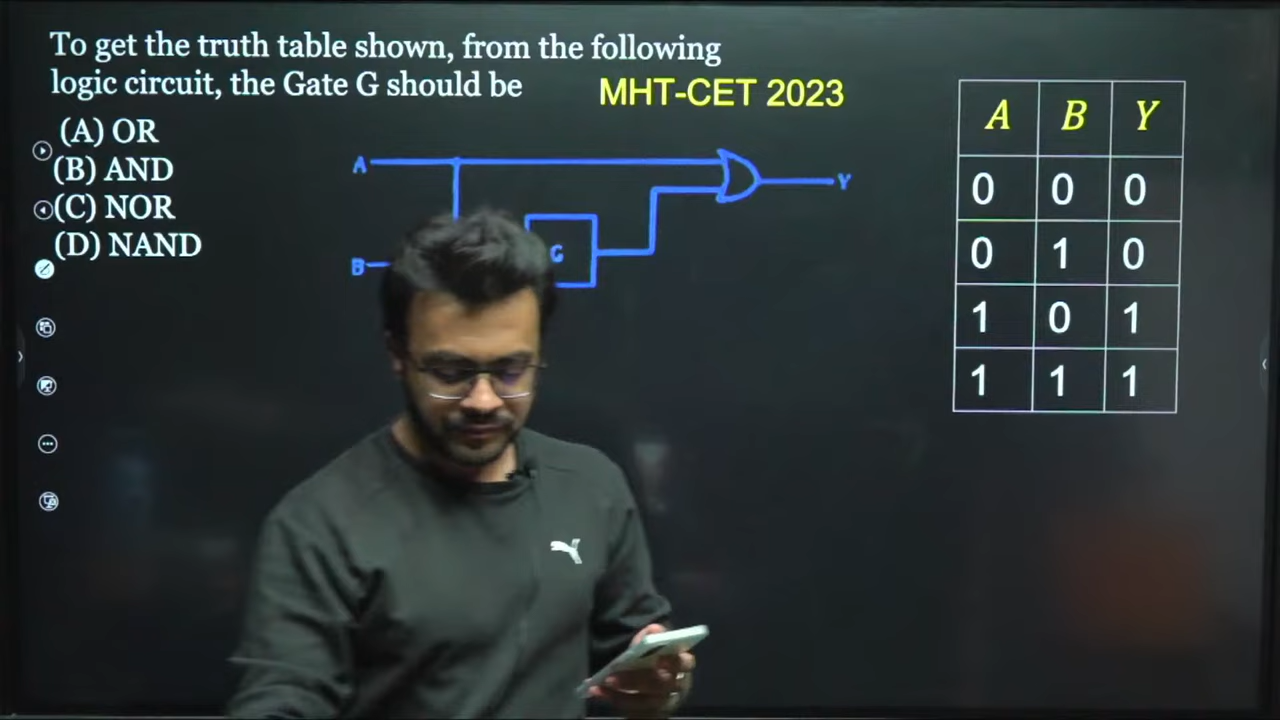 To get the truth table shown, from the following
logic circuit, the Gate G should be
MHT-CET 2023
(A) OR
(B) AND
(C) NOR
(D) NAND
A
B
G
Y
A B Y
0 0 0
0 1 0
1 0 1
1 1 1